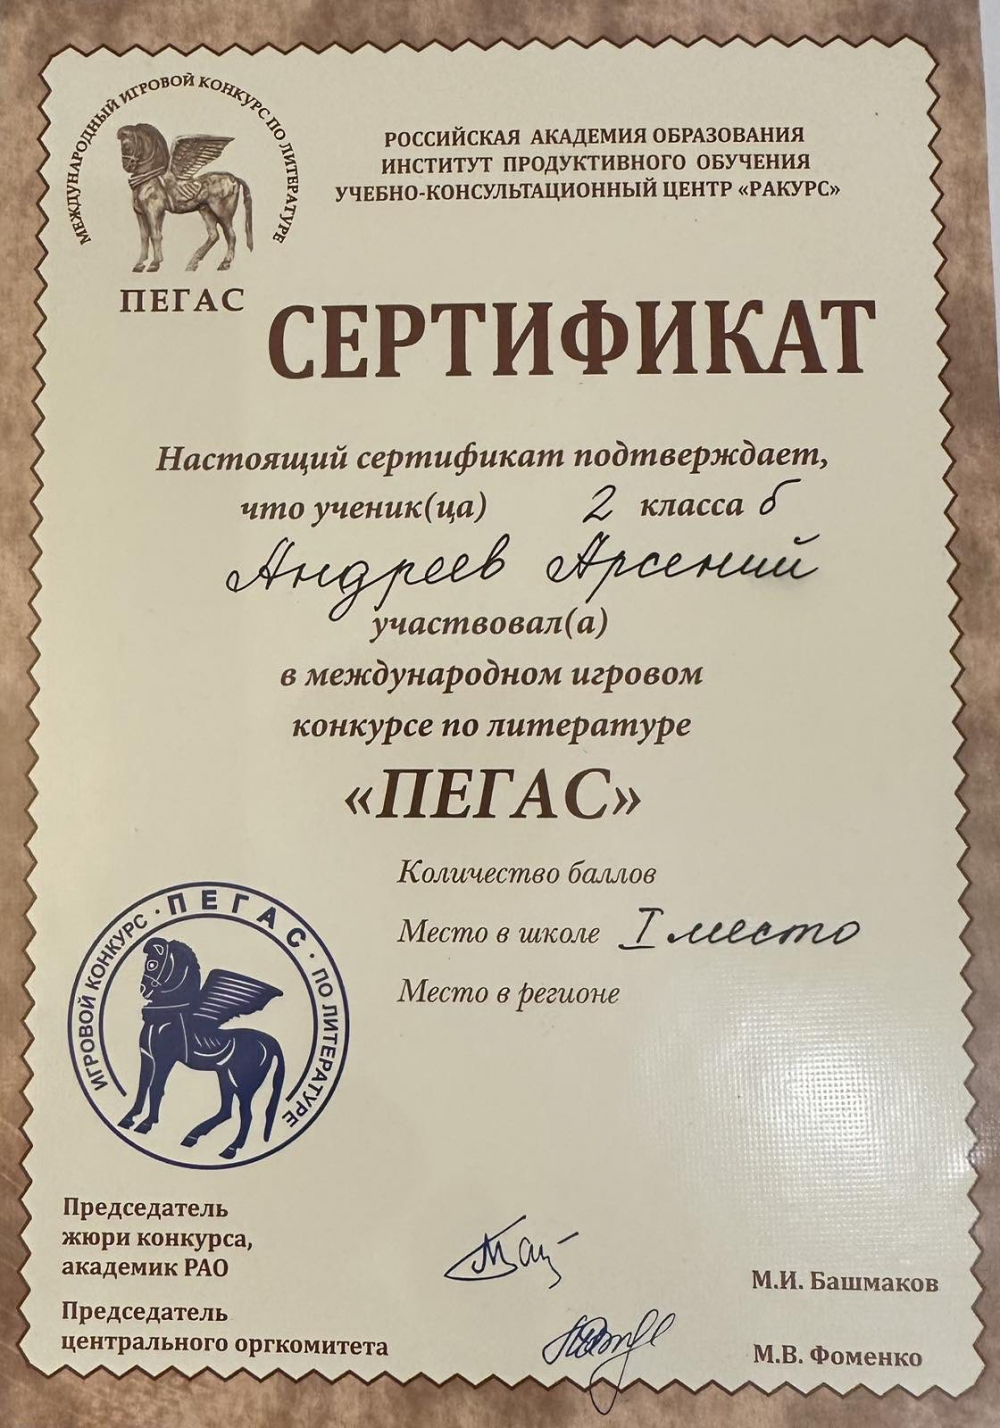 МЕЖДУНАРОДНЫЙ ИГРОВОЙ КОНКУРС ПО ЛИТЕРАТУРЕ
ПЕГАС
РОССИЙСКАЯ АКАДЕМИЯ ОБРАЗОВАНИЯ
ИНСТИТУТ ПРОДУКТИВНОГО ОБУЧЕНИЯ
УЧЕБНО-КОНСУЛЬТАЦИОННЫЙ ЦЕНТР «РАКУРС»
СЕРТИФИКАТ
Настоящий сертификат подтверждает,
что ученик(ца) 2 класса б
Андреев Арсений
участвовал(а)
в международном игровом
конкурсе по литературе
«ПЕГАС»
Количество баллов
Место в школе I место
Место в регионе
ИГРОВОЙ КОНКУРС · ПЕГАС · ПО ЛИТЕРАТУРЕ
Председатель
жюри конкурса,
академик РАО
М.И. Башмаков
Председатель
центрального оргкомитета
М.В. Фоменко